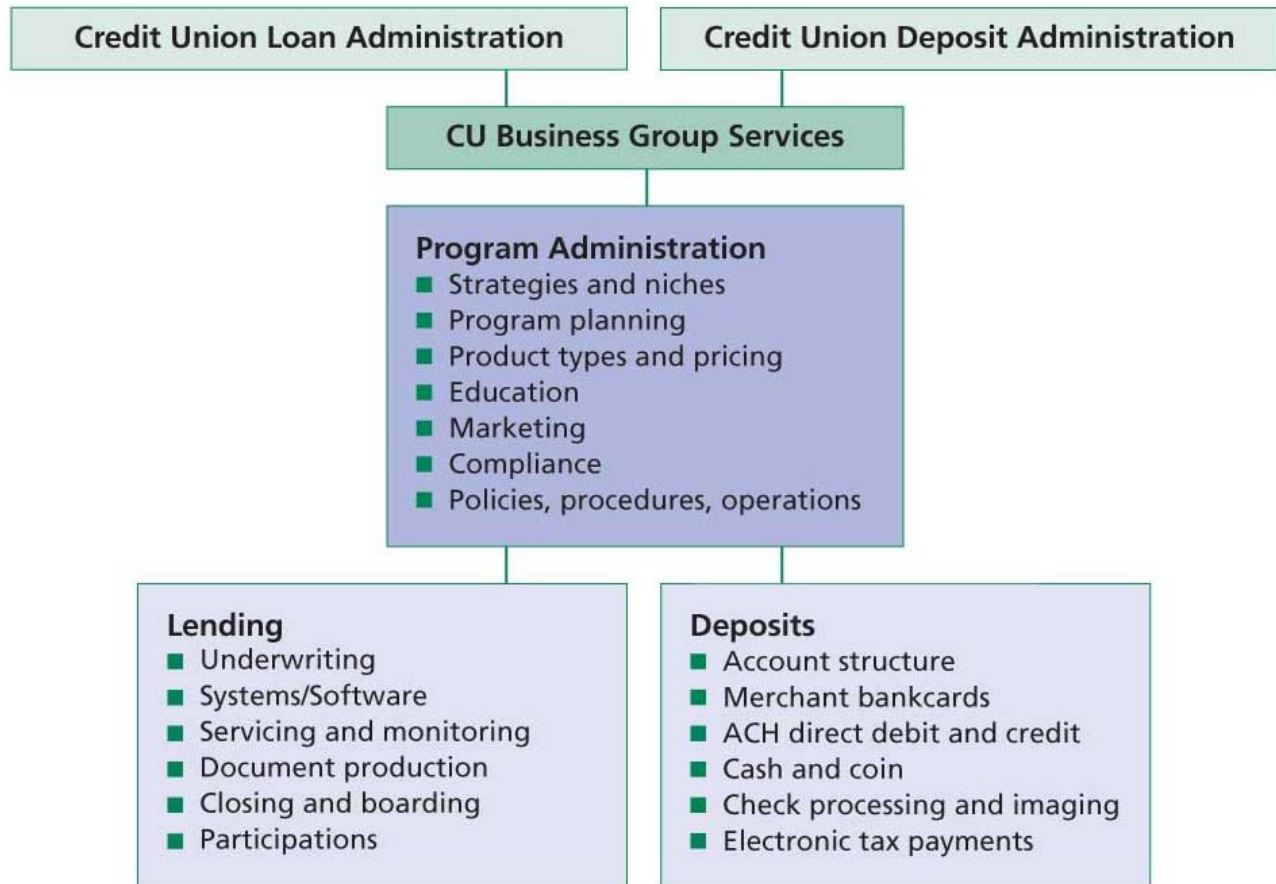 Credit Union Loan Administration
Credit Union Deposit Administration
CU Business Group Services
Program Administration
■ Strategies and niches
■ Program planning
■ Product types and pricing
■ Education
■ Marketing
■ Compliance
■ Policies, procedures, operations
Lending
■ Underwriting
■ Systems/Software
■ Servicing and monitoring
■ Document production
■ Closing and boarding
■ Participations
Deposits
■ Account structure
■ Merchant bankcards
■ ACH direct debit and credit
■ Cash and coin
■ Check processing and imaging
■ Electronic tax payments